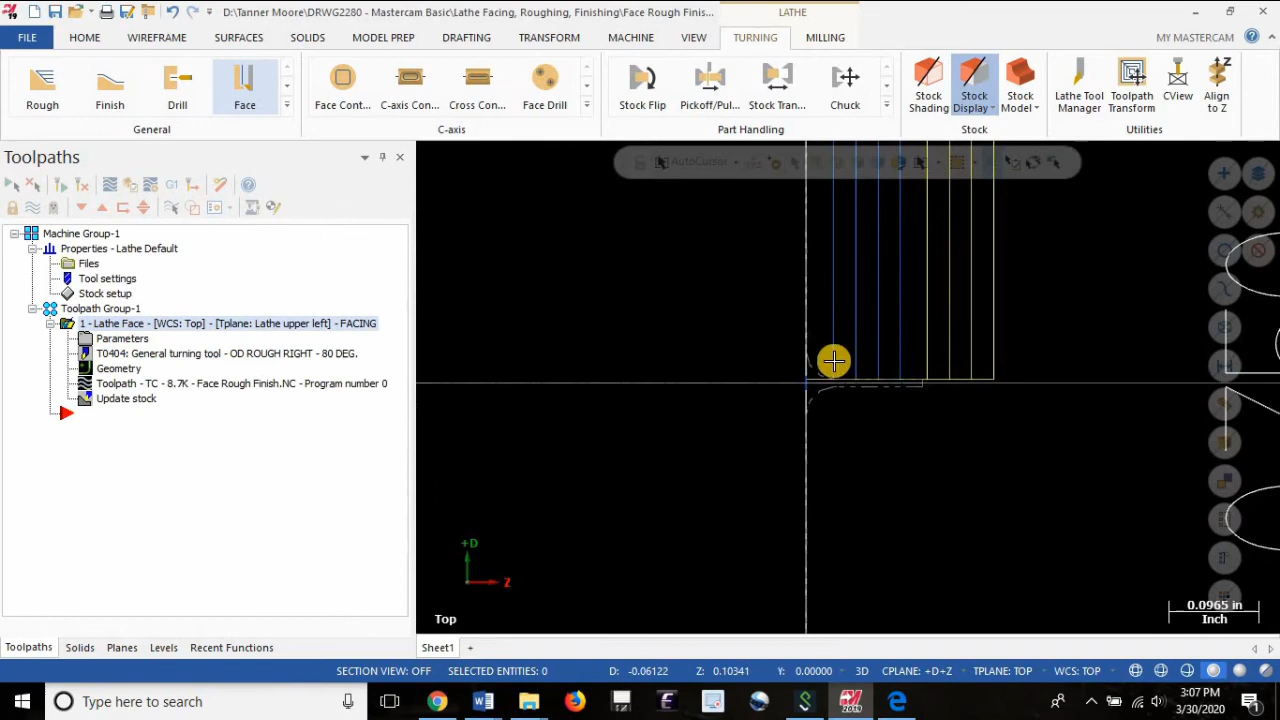 19
D:\Tanner Moore\DRWG2280 - Mastercam Basic\Lathe Facing, Roughing, Finishing\Face Rough Finis...
LATHE
FILE HOME WIREFRAME SURFACES SOLIDS MODEL PREP DRAFTING TRANSFORM MACHINE VIEW TURNING MILLING MY MASTERCAM
Rough Finish Drill Face Face Cont... C-axis Con... Cross Con... Face Drill Stock Flip Pickoff/Pul... Stock Tran... Chuck Stock Shading Stock Display Stock Model Lathe Tool Manager Toolpath Transform CView Align to Z
General C-axis Part Handling Stock Utilities
Toolpaths
AutoCursor
G1
Machine Group-1
Properties - Lathe Default
Files
Tool settings
Stock setup
Toolpath Group-1
1 - Lathe Face - [WCS: Top] - [Tplane: Lathe upper left] - FACING
Parameters
T0404: General turning tool - OD ROUGH RIGHT - 80 DEG.
Geometry
Toolpath - TC - 8.7K - Face Rough Finish.NC - Program number 0
Update stock
+D
Z
Top
0.0965 in
Inch
Toolpaths Solids Planes Levels Recent Functions Sheet1 +
SECTION VIEW: OFF SELECTED ENTITIES: 0 D: -0.06122 Z: 0.10341 Y: 0.00000 3D CPLANE: +D+Z TPLANE: TOP WCS: TOP
Type here to search
3:07 PM
3/30/2020